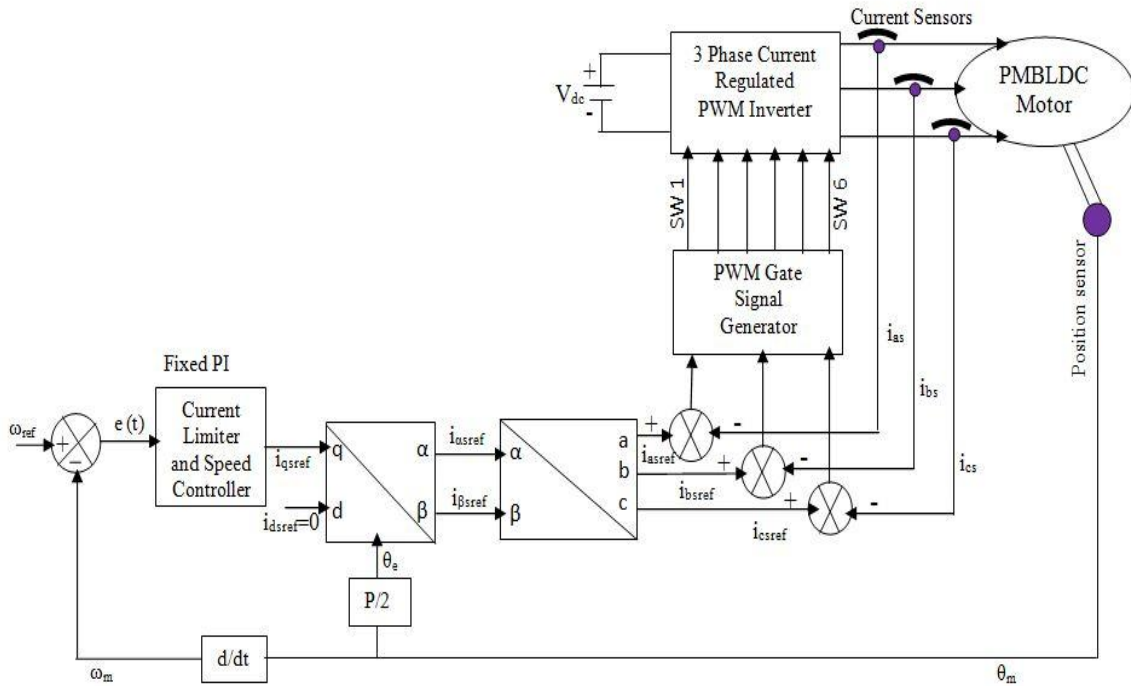 Current Sensors
3 Phase Current
Regulated
PWM Inverter
PMBLDC
Motor
+
V_dc
-
SW 1
SW 6
Position sensor
PWM Gate
Signal
Generator
i_as
i_bs
i_cs
Fixed PI
ω_ref
+
-
e (t)
Current
Limiter
and Speed
Controller
i_qsref
i_dsref=0
q
d
α
β
i_αsref
i_βsref
α
β
a
b
c
+
i_asref
-
+
i_bsref
-
+
i_csref
-
θ_e
P/2
d/dt
ω_m
θ_m